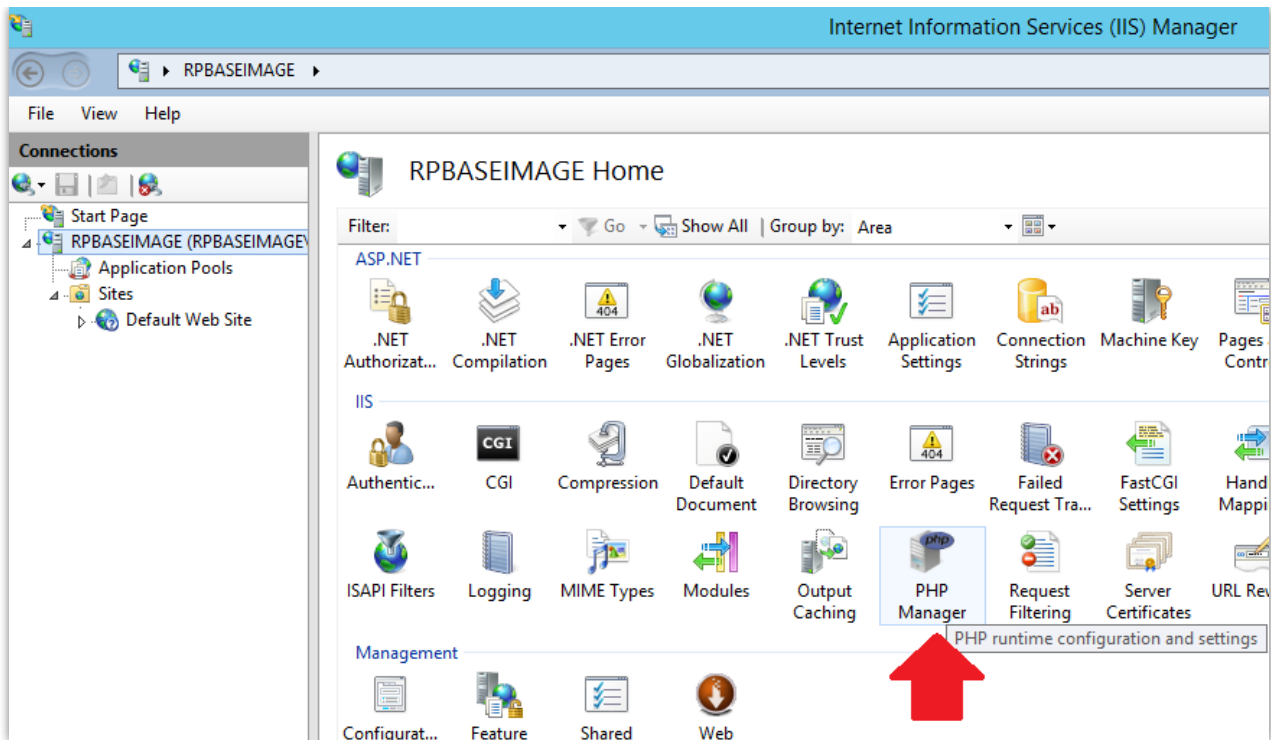 Internet Information Services (IIS) Manager
RPBASEIMAGE
File View Help
Connections
Start Page
RPBASEIMAGE (RPBASEIMAGE\
Application Pools
Sites
Default Web Site
RPBASEIMAGE Home
Filter: Go Show All Group by: Area
ASP.NET
.NET Authorizat...
.NET Compilation
.NET Error Pages
404
.NET Globalization
.NET Trust Levels
Application Settings
ab
Connection Strings
Machine Key
Pages
Contr
IIS
Authentic...
CGI
CGI
Compression
Default Document
Directory Browsing
404
Error Pages
Failed Request Tra...
FastCGI Settings
Hand
Mappi
ISAPI Filters
Logging
MIME Types
Modules
Output Caching
php
PHP Manager
Request Filtering
Server Certificates
URL Rev
PHP runtime configuration and settings
Management
Configurat...
Feature
Shared
Web